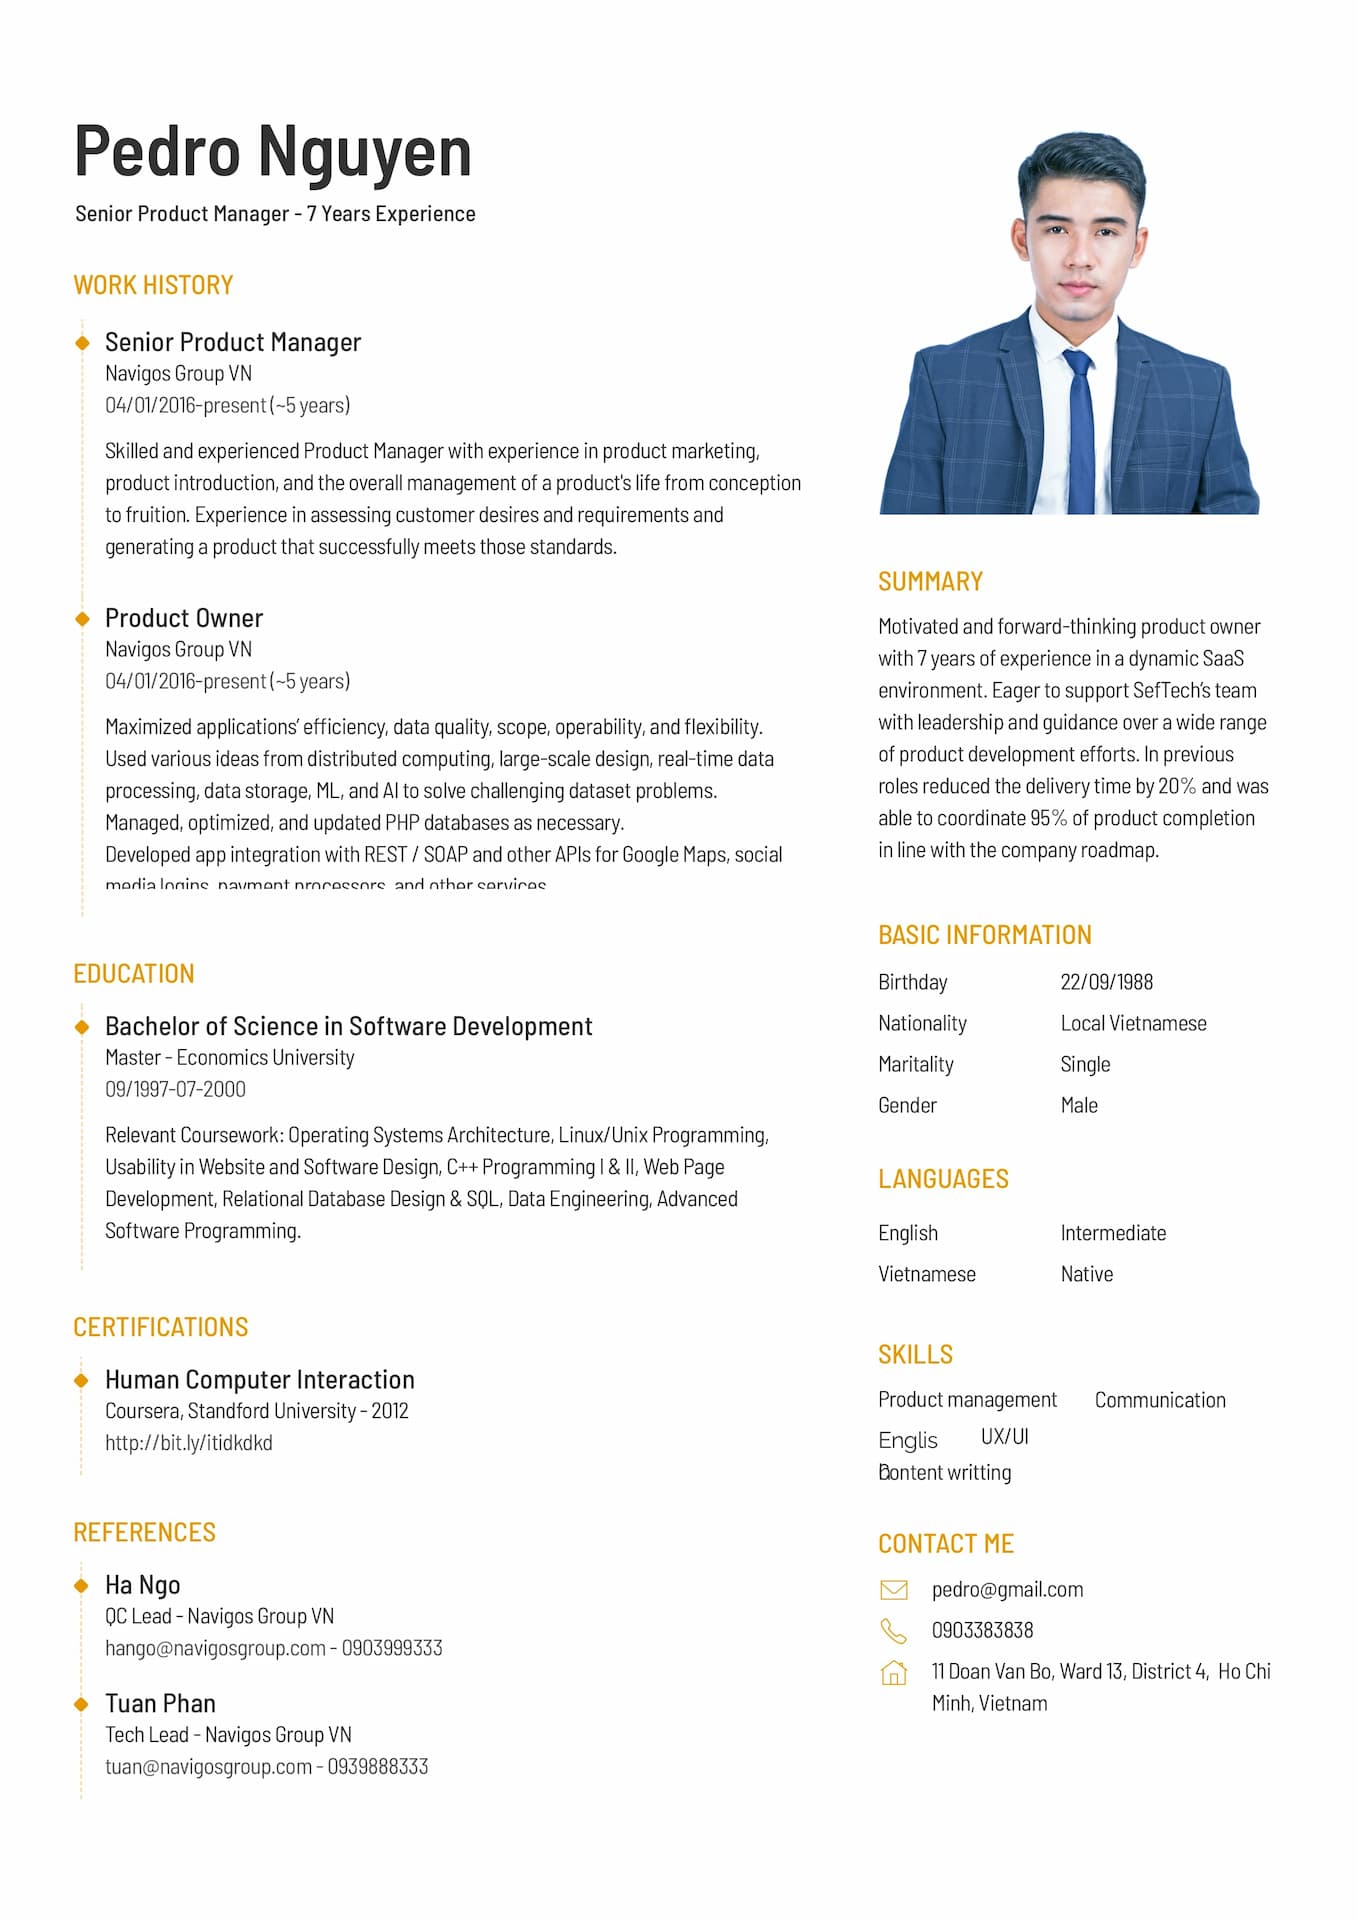 Pedro Nguyen
Senior Product Manager - 7 Years Experience
WORK HISTORY
Senior Product Manager
Navigos Group VN
04/01/2016-present (~5 years)
Skilled and experienced Product Manager with experience in product marketing,
product introduction, and the overall management of a product's life from conception
to fruition. Experience in assessing customer desires and requirements and
generating a product that successfully meets those standards.
Product Owner
Navigos Group VN
04/01/2016-present (~5 years)
Maximized applications’ efficiency, data quality, scope, operability, and flexibility.
Used various ideas from distributed computing, large-scale design, real-time data
processing, data storage, ML, and AI to solve challenging dataset problems.
Managed, optimized, and updated PHP databases as necessary.
Developed app integration with REST / SOAP and other APIs for Google Maps, social
media logins, payment processors, and other services
EDUCATION
Bachelor of Science in Software Development
Master - Economics University
09/1997-07-2000
Relevant Coursework: Operating Systems Architecture, Linux/Unix Programming,
Usability in Website and Software Design, C++ Programming I & II, Web Page
Development, Relational Database Design & SQL, Data Engineering, Advanced
Software Programming.
CERTIFICATIONS
Human Computer Interaction
Coursera, Standford University - 2012
http://bit.ly/itidkdkd
REFERENCES
Ha Ngo
QC Lead - Navigos Group VN
hango@navigosgroup.com - 0903999333
Tuan Phan
Tech Lead - Navigos Group VN
tuan@navigosgroup.com - 0939888333
SUMMARY
Motivated and forward-thinking product owner
with 7 years of experience in a dynamic SaaS
environment. Eager to support SefTech’s team
with leadership and guidance over a wide range
of product development efforts. In previous
roles reduced the delivery time by 20% and was
able to coordinate 95% of product completion
in line with the company roadmap.
BASIC INFORMATION
Birthday 22/09/1988
Nationality Local Vietnamese
Maritality Single
Gender Male
LANGUAGES
English Intermediate
Vietnamese Native
SKILLS
Product management Communication
Englis UX/UI
h
Content writting
CONTACT ME
pedro@gmail.com
0903383838
11 Doan Van Bo, Ward 13, District 4, Ho Chi
Minh, Vietnam